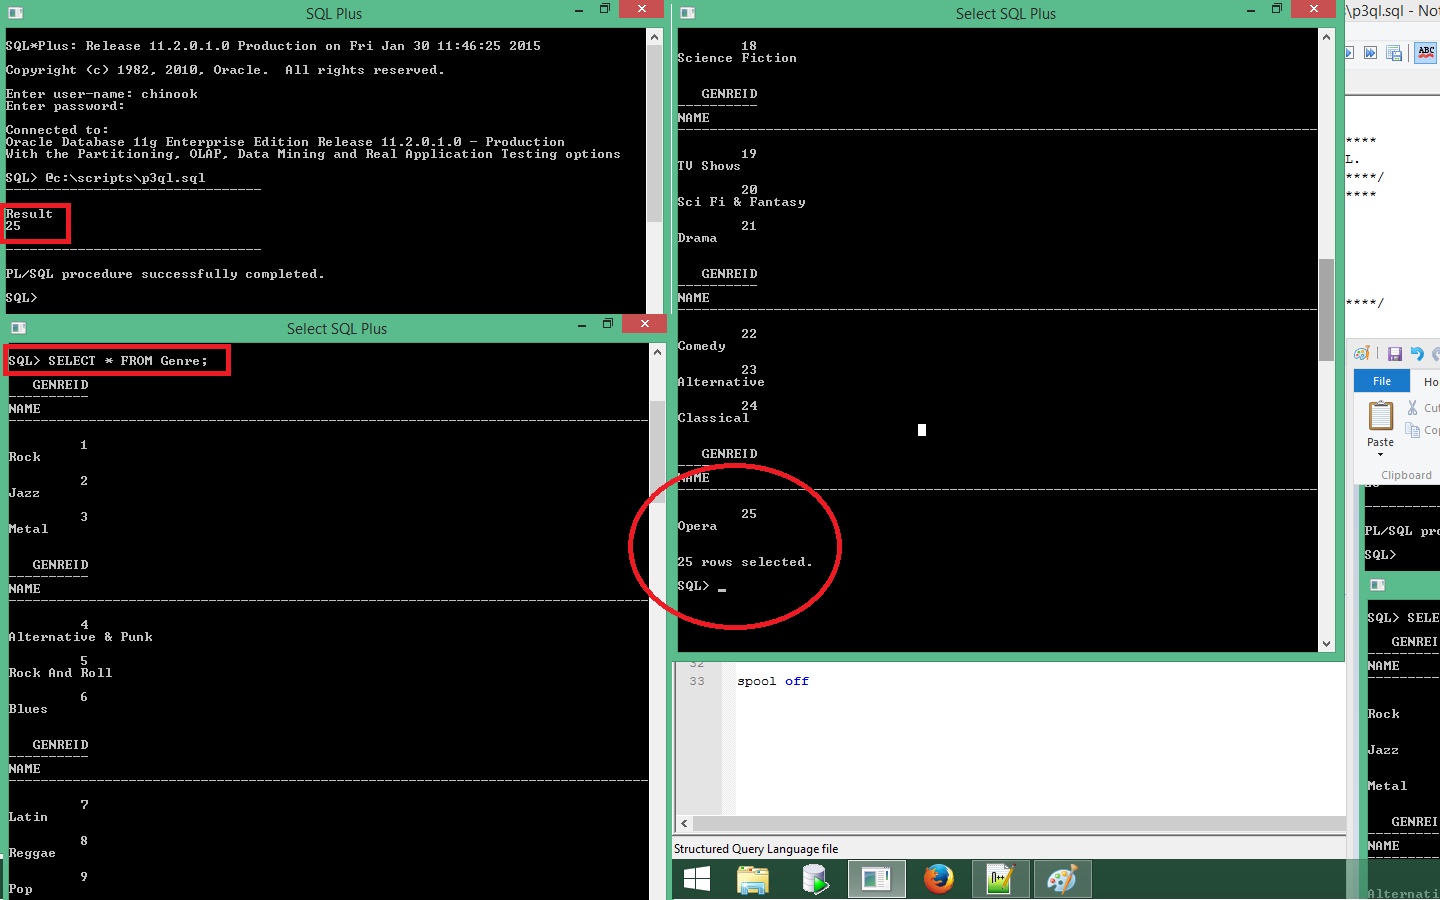 SQL Plus
SQL*Plus: Release 11.2.0.1.0 Production on Fri Jan 30 11:46:25 2015
Copyright (c) 1982, 2010, Oracle.  All rights reserved.
Enter user-name: chinook
Enter password:
Connected to:
Oracle Database 11g Enterprise Edition Release 11.2.0.1.0 - Production
With the Partitioning, OLAP, Data Mining and Real Application Testing options
SQL> @c:\scripts\p3ql.sql
--------------------------------
Result
25
--------------------------------
PL/SQL procedure successfully completed.
SQL>
Select SQL Plus
SQL> SELECT * FROM Genre;
GENREID
----------
NAME
1
Rock
2
Jazz
3
Metal
GENREID
----------
NAME
4
Alternative & Punk
5
Rock And Roll
6
Blues
GENREID
----------
NAME
7
Latin
8
Reggae
9
Pop
Select SQL Plus
18
Science Fiction
GENREID
----------
NAME
19
TV Shows
20
Sci Fi & Fantasy
21
Drama
GENREID
----------
NAME
22
Comedy
23
Alternative
24
Classical
GENREID
NAME
25
Opera
25 rows selected.
SQL> _
32
33 spool off
Structured Query Language file
\p3ql.sql - Not
ABC
****
L.
****/
****
****/
File
Ho
Paste
Cut
Cop
Clipboard
PL/SQL pro
SQL>
SQL> SELE
GENREI
NAME
Rock
Jazz
Metal
GENREI
NAME
Alternati